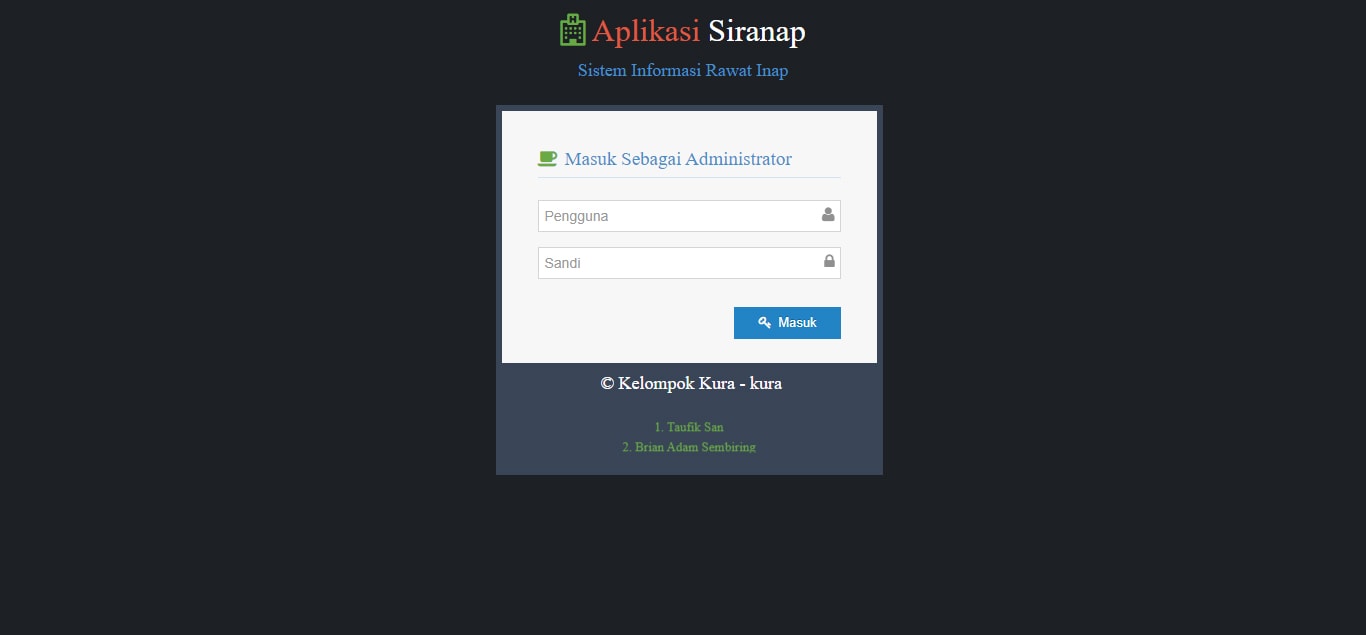 Aplikasi Siranap
Sistem Informasi Rawat Inap
Masuk Sebagai Administrator
Pengguna
Sandi
Masuk
© Kelompok Kura - kura
1. Taufik San
2. Brian Adam Sembiring